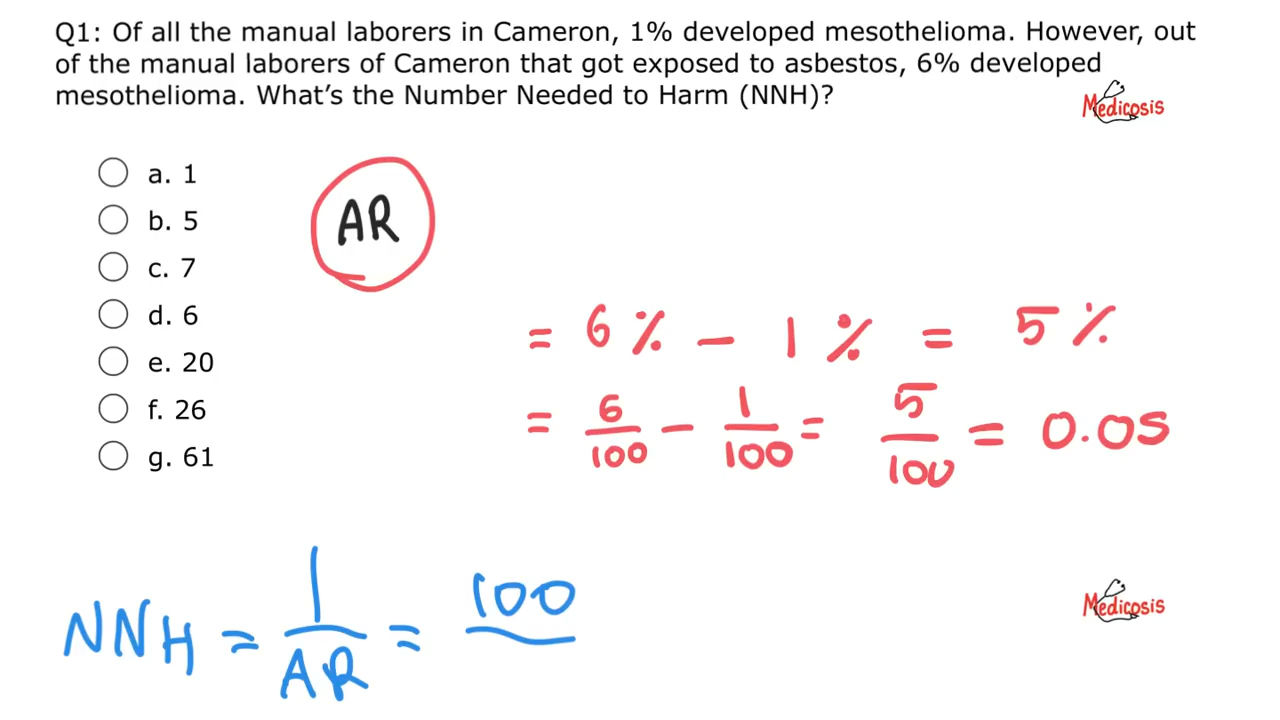 Q1: Of all the manual laborers in Cameron, 1% developed mesothelioma. However, out
of the manual laborers of Cameron that got exposed to asbestos, 6% developed
mesothelioma. What's the Number Needed to Harm (NNH)?
Medicosis
a. 1
b. 5
c. 7
d. 6
e. 20
f. 26
g. 61
AR
= 6% - 1% = 5%
= 6/100 - 1/100 = 5/100 = 0.05
NNH = 1/AR = 100
Medicosis